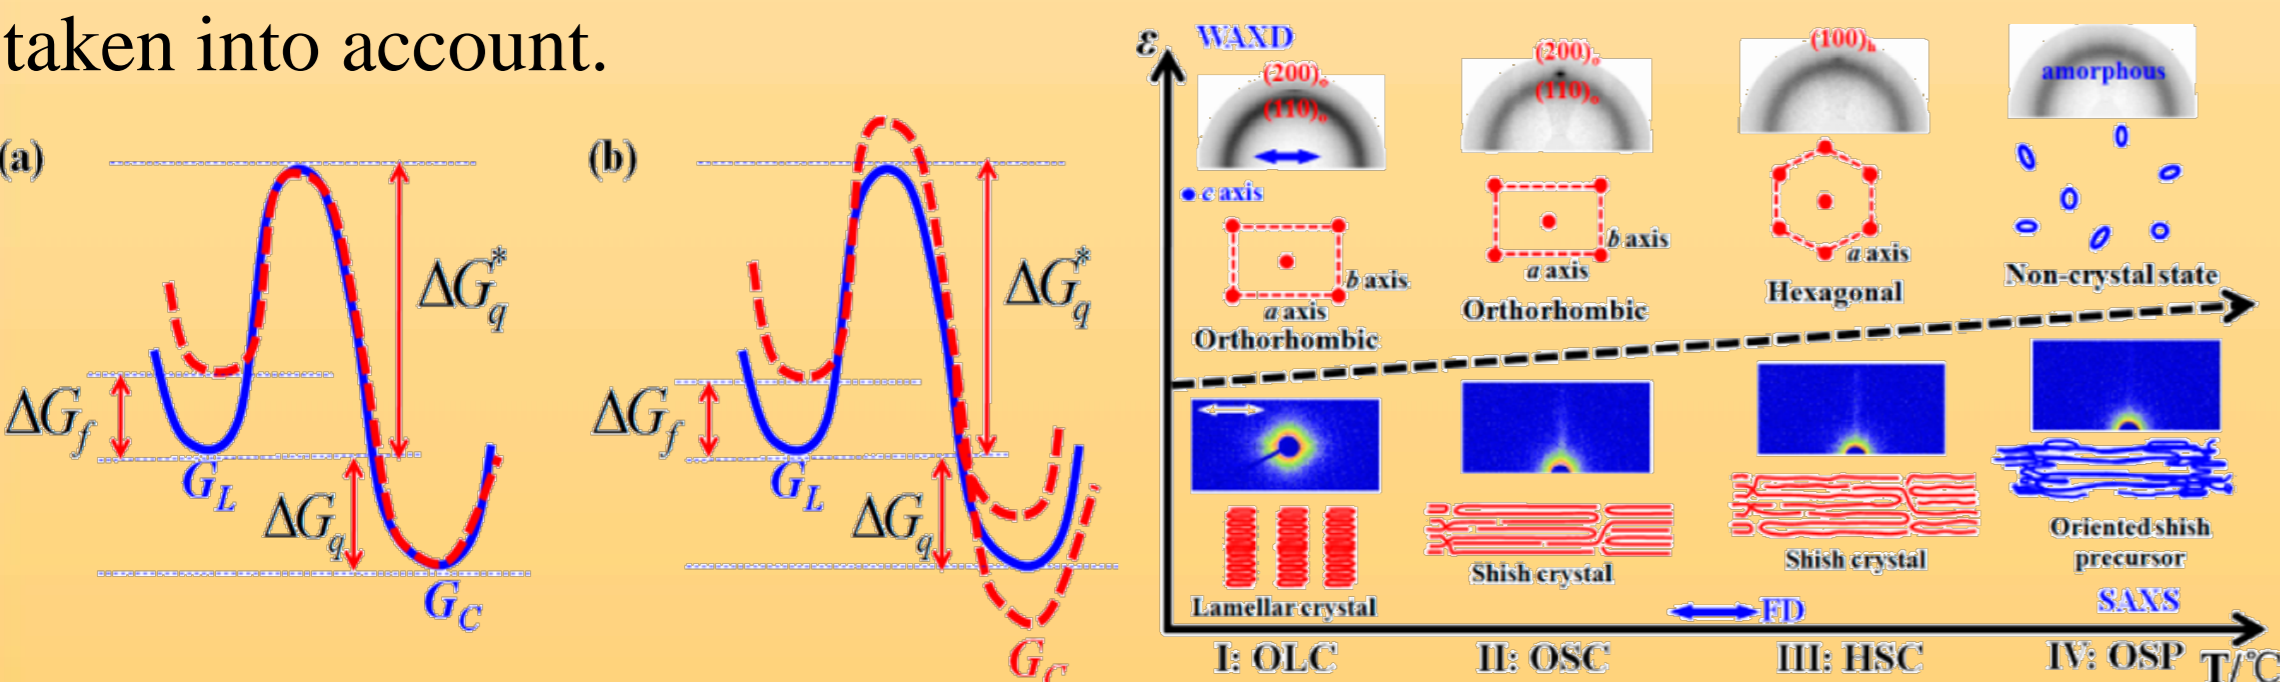 taken into account.
(a)
ΔG*q
ΔGf
GL
ΔGq
GC
(b)
ΔG*q
ΔGf
GL
ΔGq
GC
ε
WAXD
(200)o
(110)o
c axis
b axis
a axis
Orthorhombic
(200)o
(110)o
b axis
a axis
Orthorhombic
(100)h
a axis
Hexagonal
amorphous
Non-crystal state
Lamellar crystal
Shish crystal
Shish crystal
Oriented shish
precursor
FD
SAXS
I: OLC
II: OSC
III: HSC
IV: OSP
T/℃